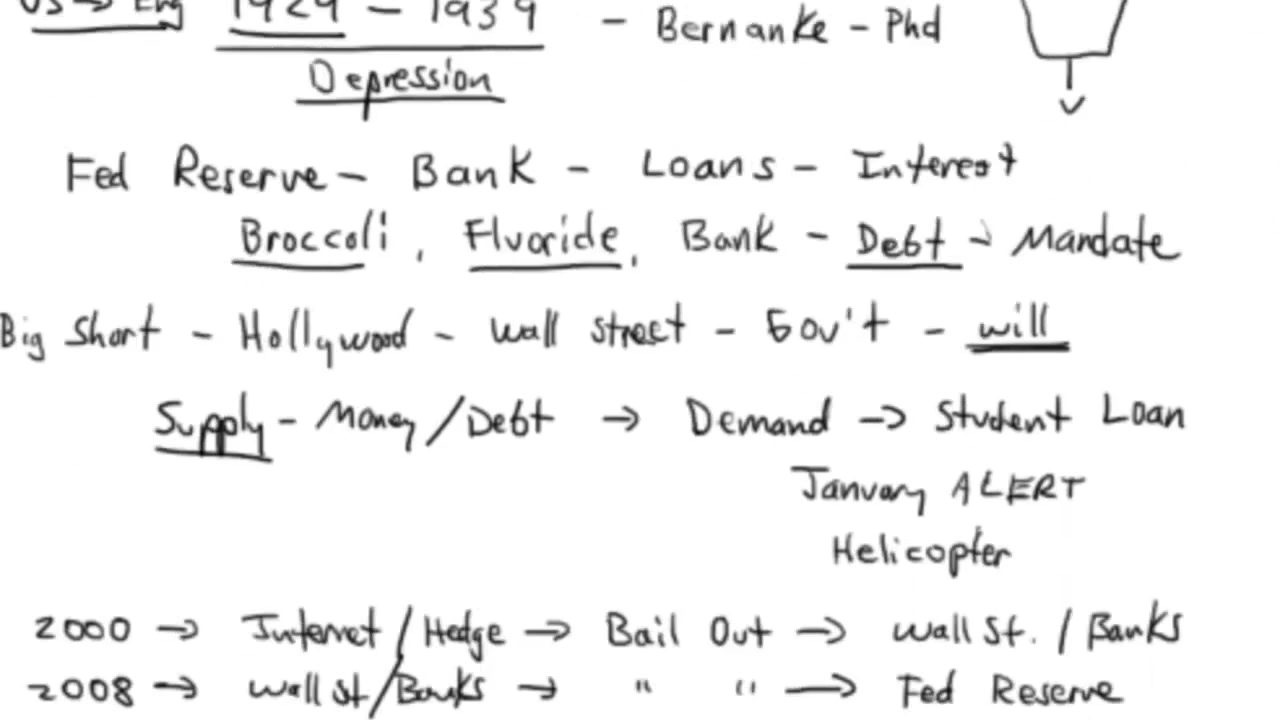 US → Eng 1929 - 1939 - Bernanke - Phd
Depression
Fed Reserve - Bank - Loans - Interest
Broccoli, Fluoride, Bank - Debt - Mandate
Big Short - Hollywood - Wall Street - Gov't - will
Supply - Money/Debt → Demand → Student Loan
January ALERT
Helicopter
2000 → Internet/Hedge → Bail Out → Wall St. / Banks
2008 → Wall St/Banks → " " → Fed Reserve